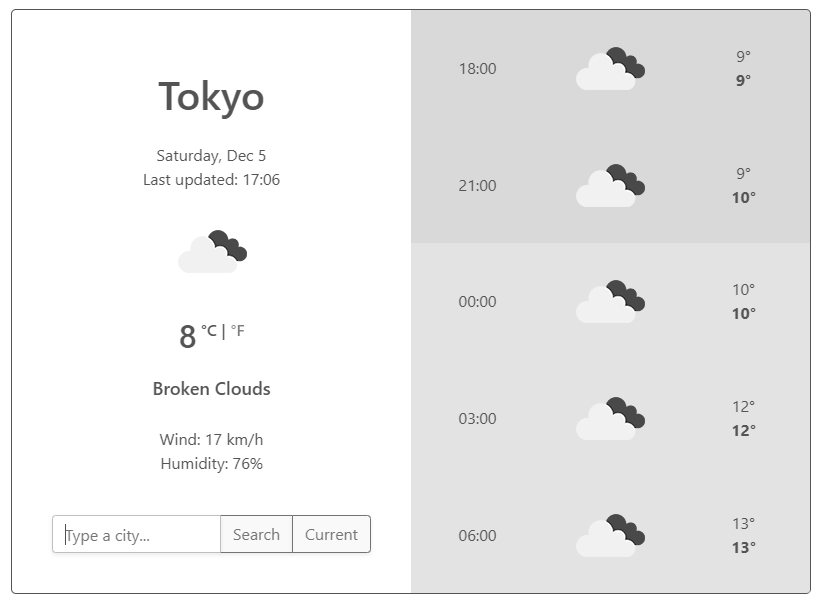 Tokyo
Saturday, Dec 5
Last updated: 17:06
8 °C | °F
Broken Clouds
Wind: 17 km/h
Humidity: 76%
Type a city...
Search
Current
18:00
9°
9°
21:00
9°
10°
00:00
10°
10°
03:00
12°
12°
06:00
13°
13°